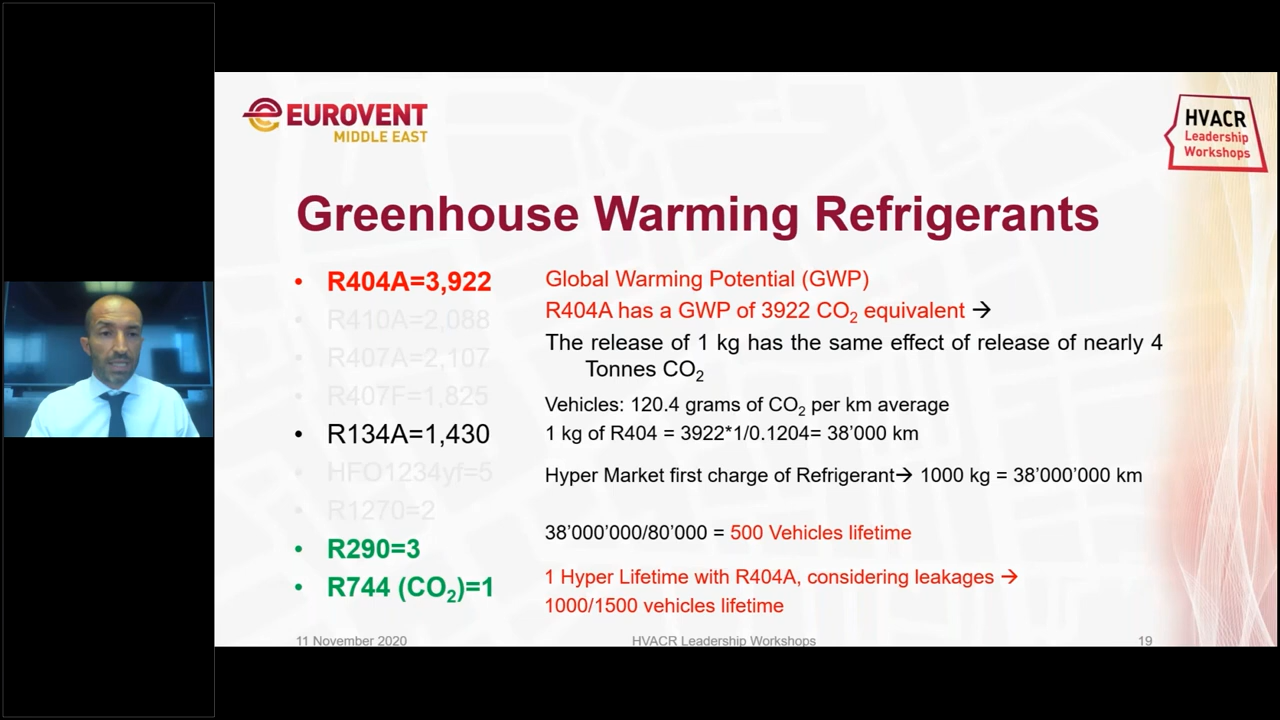 EUROVENT
MIDDLE EAST
HVACR
Leadership
Workshops
Greenhouse Warming Refrigerants
• R404A=3,922
R410A=2,088
R407A=2,107
R407F=1,825
• R134A=1,430
HFO1234yf=5
R1270=2
• R290=3
• R744 (CO₂)=1
Global Warming Potential (GWP)
R404A has a GWP of 3922 CO₂ equivalent →
The release of 1 kg has the same effect of release of nearly 4
Tonnes CO₂
Vehicles: 120.4 grams of CO₂ per km average
1 kg of R404 = 3922*1/0.1204= 38’000 km
Hyper Market first charge of Refrigerant→ 1000 kg = 38’000’000 km
38’000’000/80’000 = 500 Vehicles lifetime
1 Hyper Lifetime with R404A, considering leakages →
1000/1500 vehicles lifetime
11 November 2020
HVACR Leadership Workshops
19